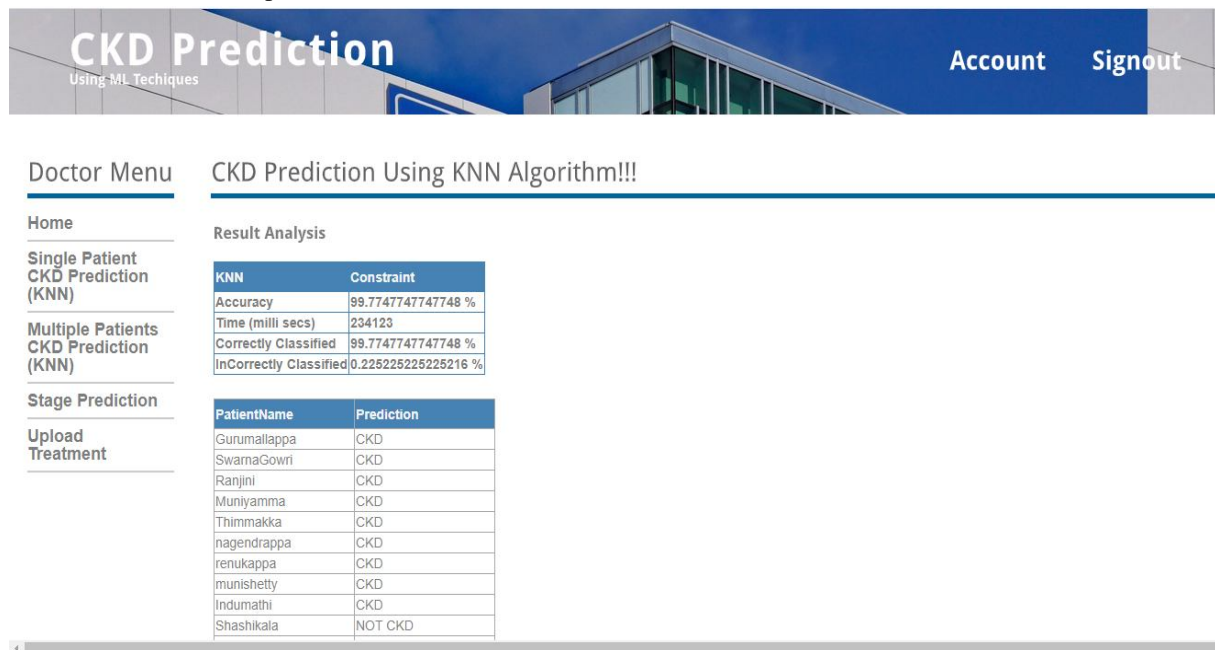 CKD Prediction
Using ML Techiques
Account Signout
Doctor Menu
Home
Single Patient
CKD Prediction
(KNN)
Multiple Patients
CKD Prediction
(KNN)
Stage Prediction
Upload
Treatment
CKD Prediction Using KNN Algorithm!!!
Result Analysis
KNN Constraint
Accuracy 99.7747747747748 %
Time (milli secs) 234123
Correctly Classified 99.7747747747748 %
InCorrectly Classified 0.225225225225216 %
PatientName Prediction
Gurumallappa CKD
SwarnaGowri CKD
Ranjini CKD
Muniyamma CKD
Thimmakka CKD
nagendrappa CKD
renukappa CKD
munishetty CKD
Indumathi CKD
Shashikala NOT CKD